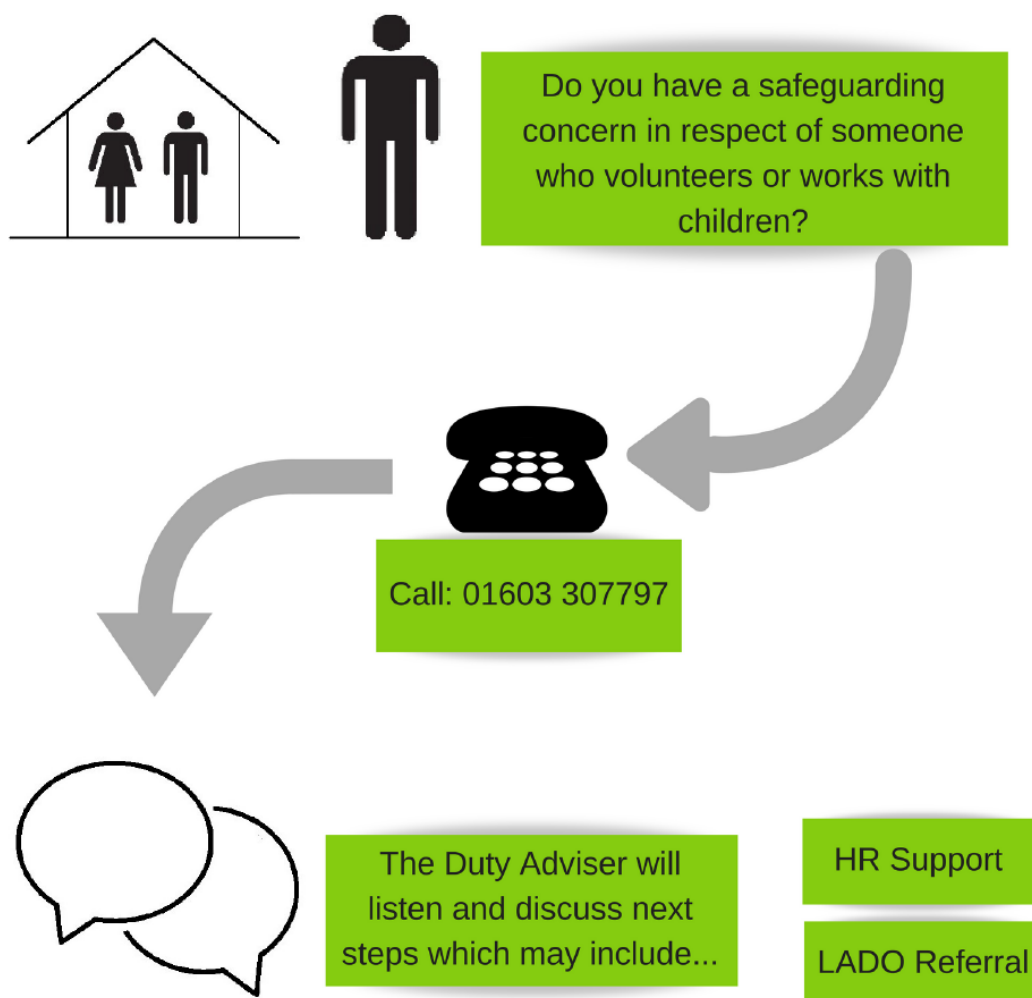 Do you have a safeguarding
concern in respect of someone
who volunteers or works with
children?
Call: 01603 307797
The Duty Adviser will
listen and discuss next
steps which may include...
HR Support
LADO Referral